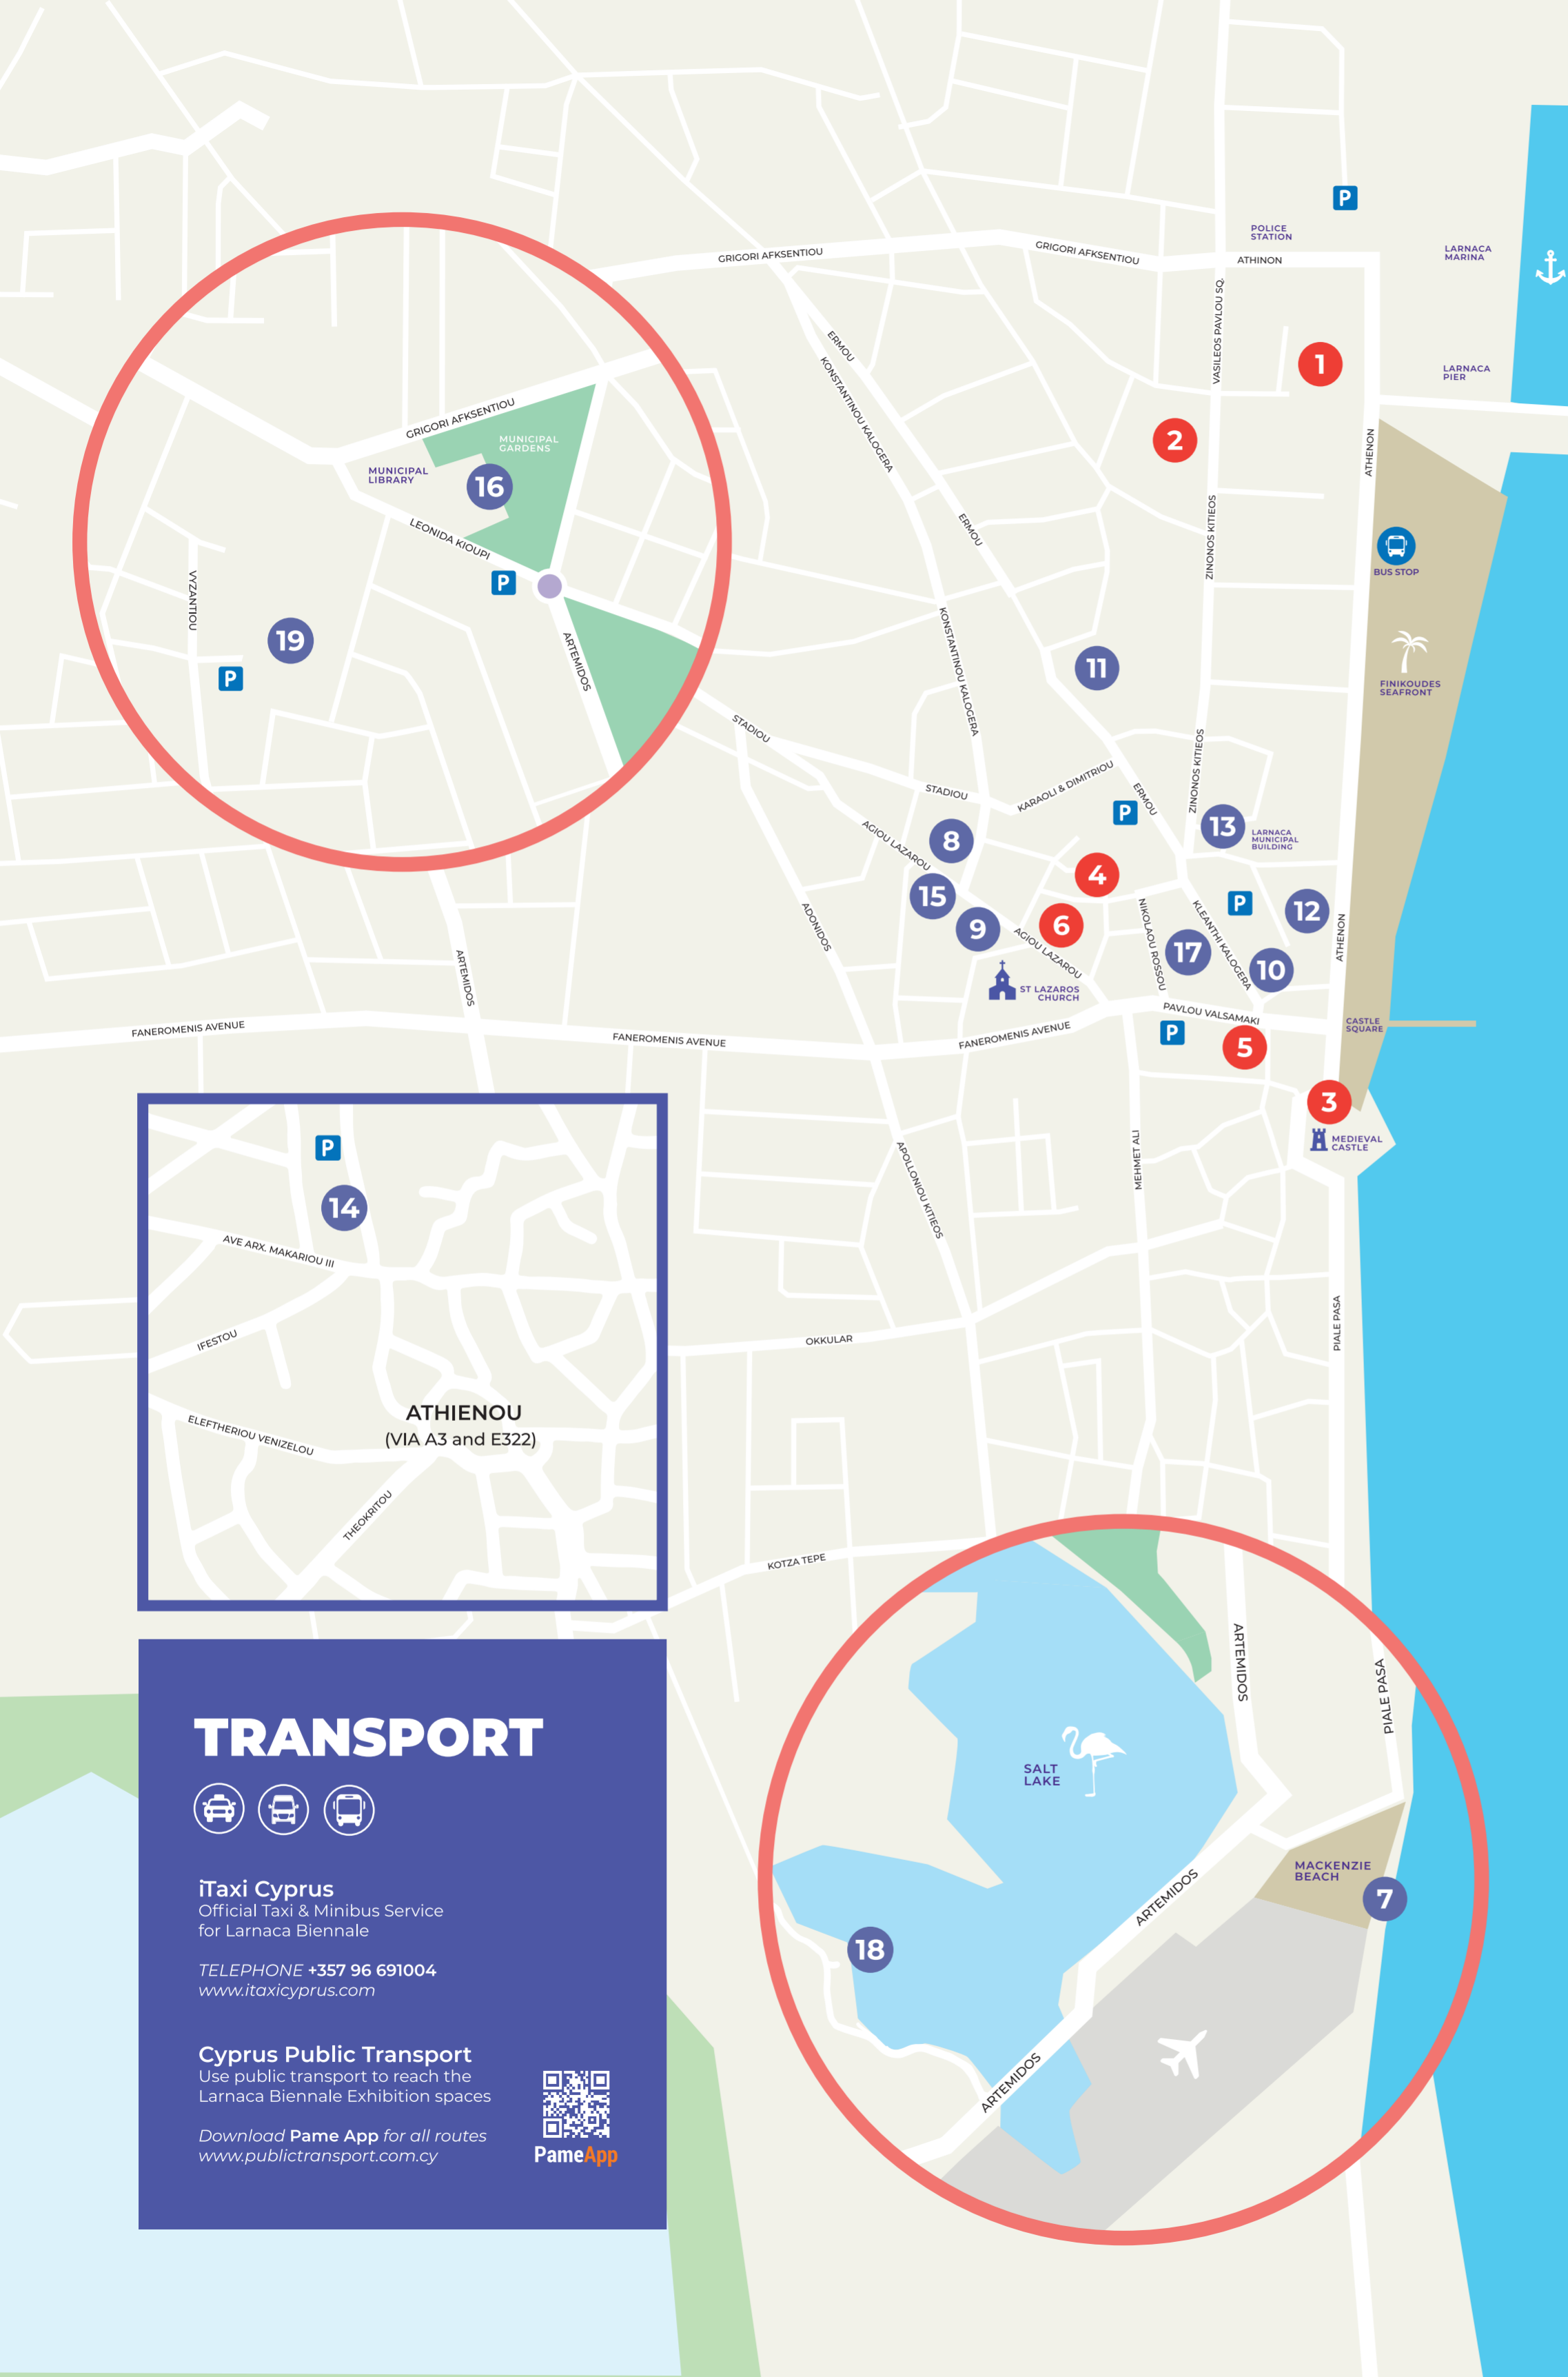 P
POLICE
STATION
LARNACA
MARINA
GRIGORI AFKSENTIOU
GRIGORI AFKSENTIOU
ATHINON
VASILEOS PAVLOU SQ.
ERMOU
KONSTANTINOU KALOGERA
1
LARNACA
PIER
2
ATHENON
GRIGORI AFKSENTIOU
MUNICIPAL
GARDENS
MUNICIPAL
LIBRARY
16
LEONIDA KIOUPI
P
VYZANTIOU
19
P
ARTEMIDOS
ERMOU
ZINONOS KITIEOS
BUS STOP
FINIKOUDES
SEAFRONT
KONSTANTINOU KALOGERA
11
STADIOU
STADIOU
KARAOLI & DIMITRIOU
ERMOU
ZINONOS KITIEOS
P
13
LARNACA
MUNICIPAL
BUILDING
AGIOU LAZAROU
8
4
15
9
6
AGIOU LAZAROU
NIKOLAOU ROSSOU
KLEANTHI KALOGERA
P
12
17
10
ATHENON
ADONIDOS
ARTEMIDOS
ST LAZAROS
CHURCH
PAVLOU VALSAMAKI
CASTLE
SQUARE
FANEROMENIS AVENUE
FANEROMENIS AVENUE
FANEROMENIS AVENUE
P
5
3
MEDIEVAL
CASTLE
MEHMET ALI
APOLLONIOU KITIEOS
PIALE PASA
OKKULAR
KOTZA TEPE
P
14
AVE ARX. MAKARIOU III
IFESTOU
ATHIENOU
(VIA A3 and E322)
ELEFTHERIOU VENIZELOU
THEOKRITOU
ARTEMIDOS
PIALE PASA
SALT
LAKE
MACKENZIE
BEACH
7
ARTEMIDOS
18
ARTEMIDOS
TRANSPORT
iTaxi Cyprus
Official Taxi & Minibus Service
for Larnaca Biennale
TELEPHONE +357 96 691004
www.itaxicyprus.com
Cyprus Public Transport
Use public transport to reach the
Larnaca Biennale Exhibition spaces
Download Pame App for all routes
www.publictransport.com.cy
PameApp